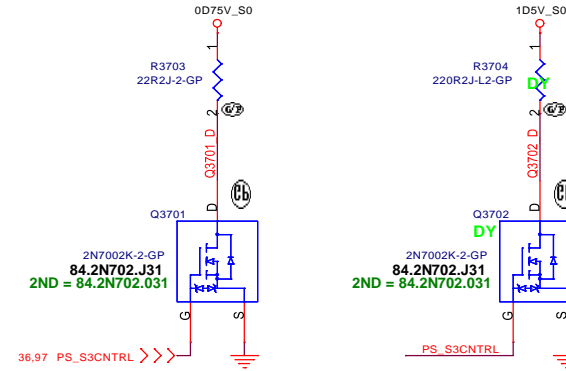 0D75V_S0
1
R3703
22R2J-2-GP
2
Q3701_D
D
Q3701
2N7002K-2-GP
84.2N702.J31
2ND = 84.2N702.031
G
S
36,97 PS_S3CNTRL
1D5V_S0
1
R3704
220R2J-L2-GP
DY
2
Q3702_D
D
Q3702
DY
2N7002K-2-GP
84.2N702.J31
2ND = 84.2N702.031
G
S
PS_S3CNTRL